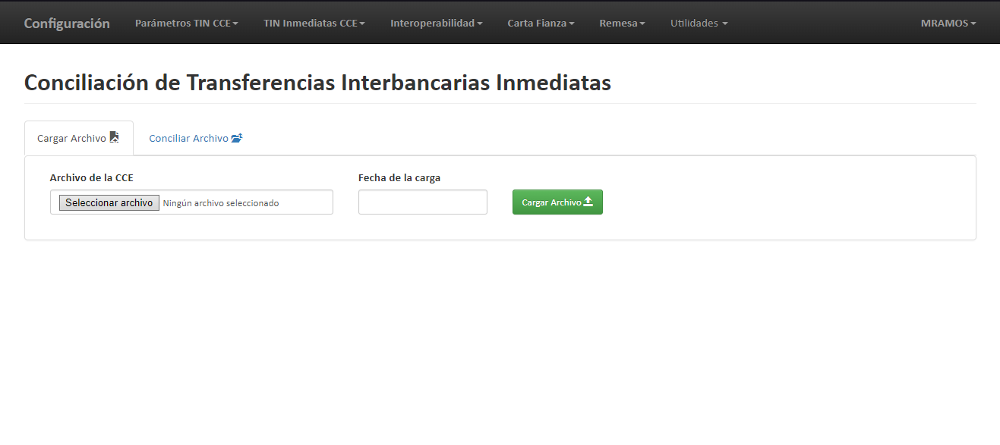 Configuración Parámetros TIN CCE TIN Inmediatas CCE Interoperabilidad Carta Fianza Remesa Utilidades MRAMOS
Conciliación de Transferencias Interbancarias Inmediatas
Cargar Archivo Conciliar Archivo
Archivo de la CCE Fecha de la carga
Seleccionar archivo Ningún archivo seleccionado Cargar Archivo